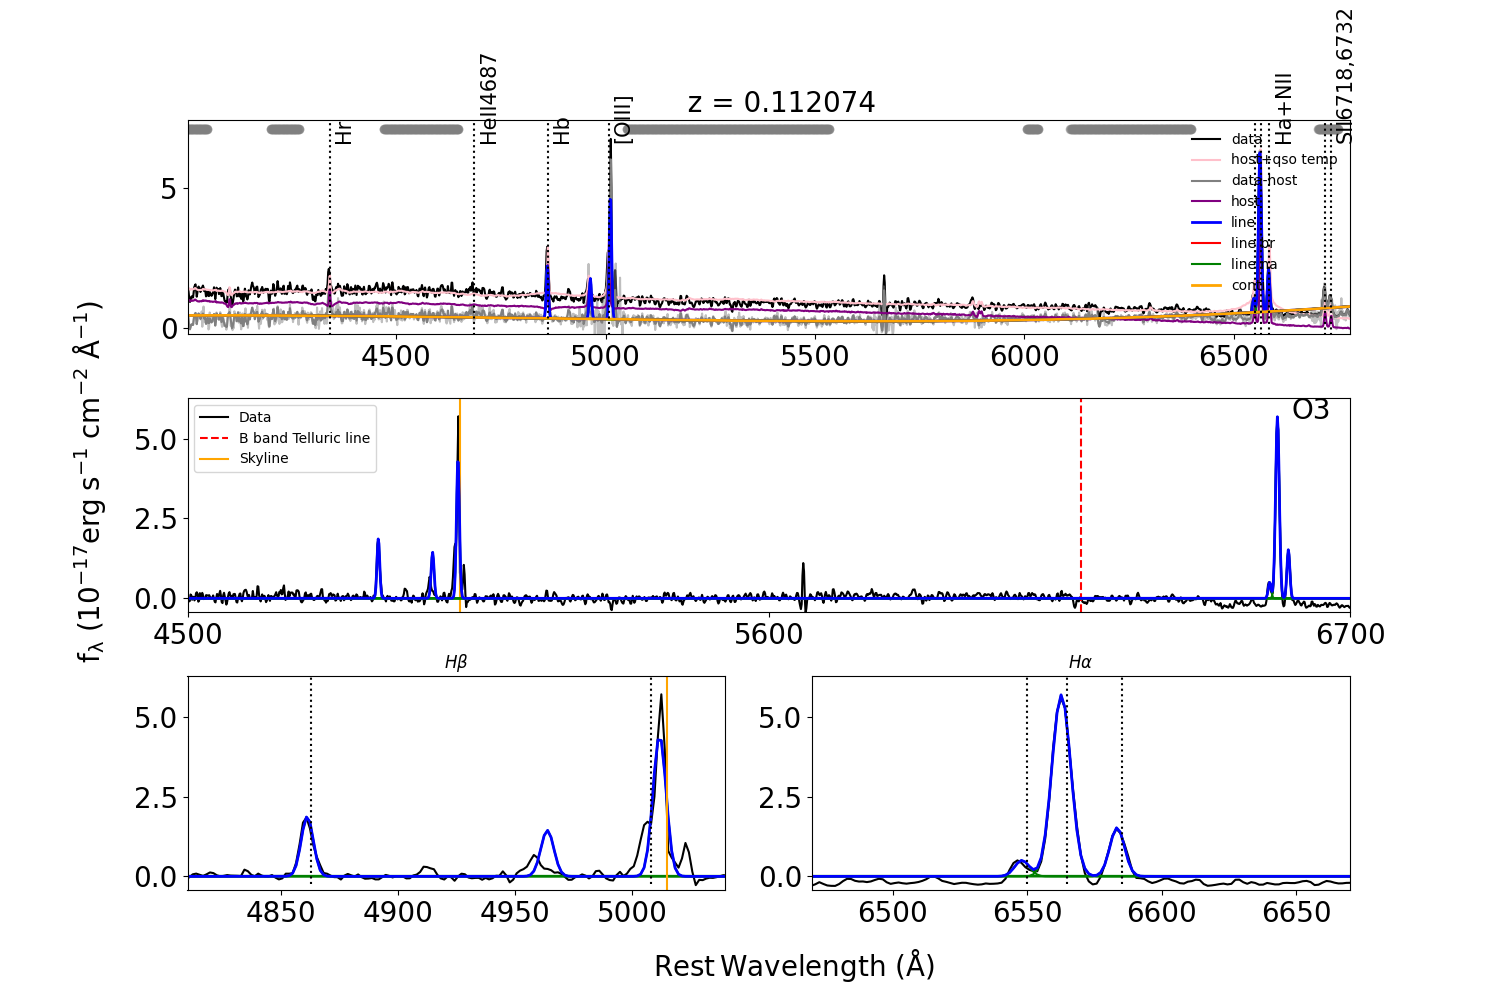 z = 0.112074
Hr
HeII4687
Hb
[OIII]
Ha+NII
SII6718,6732
data
host+qso temp
data-host
host
line
line br
line na
conti
5
0
4500 5000 5500 6000 6500
fλ (10⁻¹⁷erg s⁻¹ cm⁻² Å⁻¹)
O3
Data
B band Telluric line
Skyline
5.0
2.5
0.0
4500 5600 6700
Hβ
5.0
2.5
0.0
4850 4900 4950 5000
Hα
5.0
2.5
0.0
6500 6550 6600 6650
Rest Wavelength (Å)